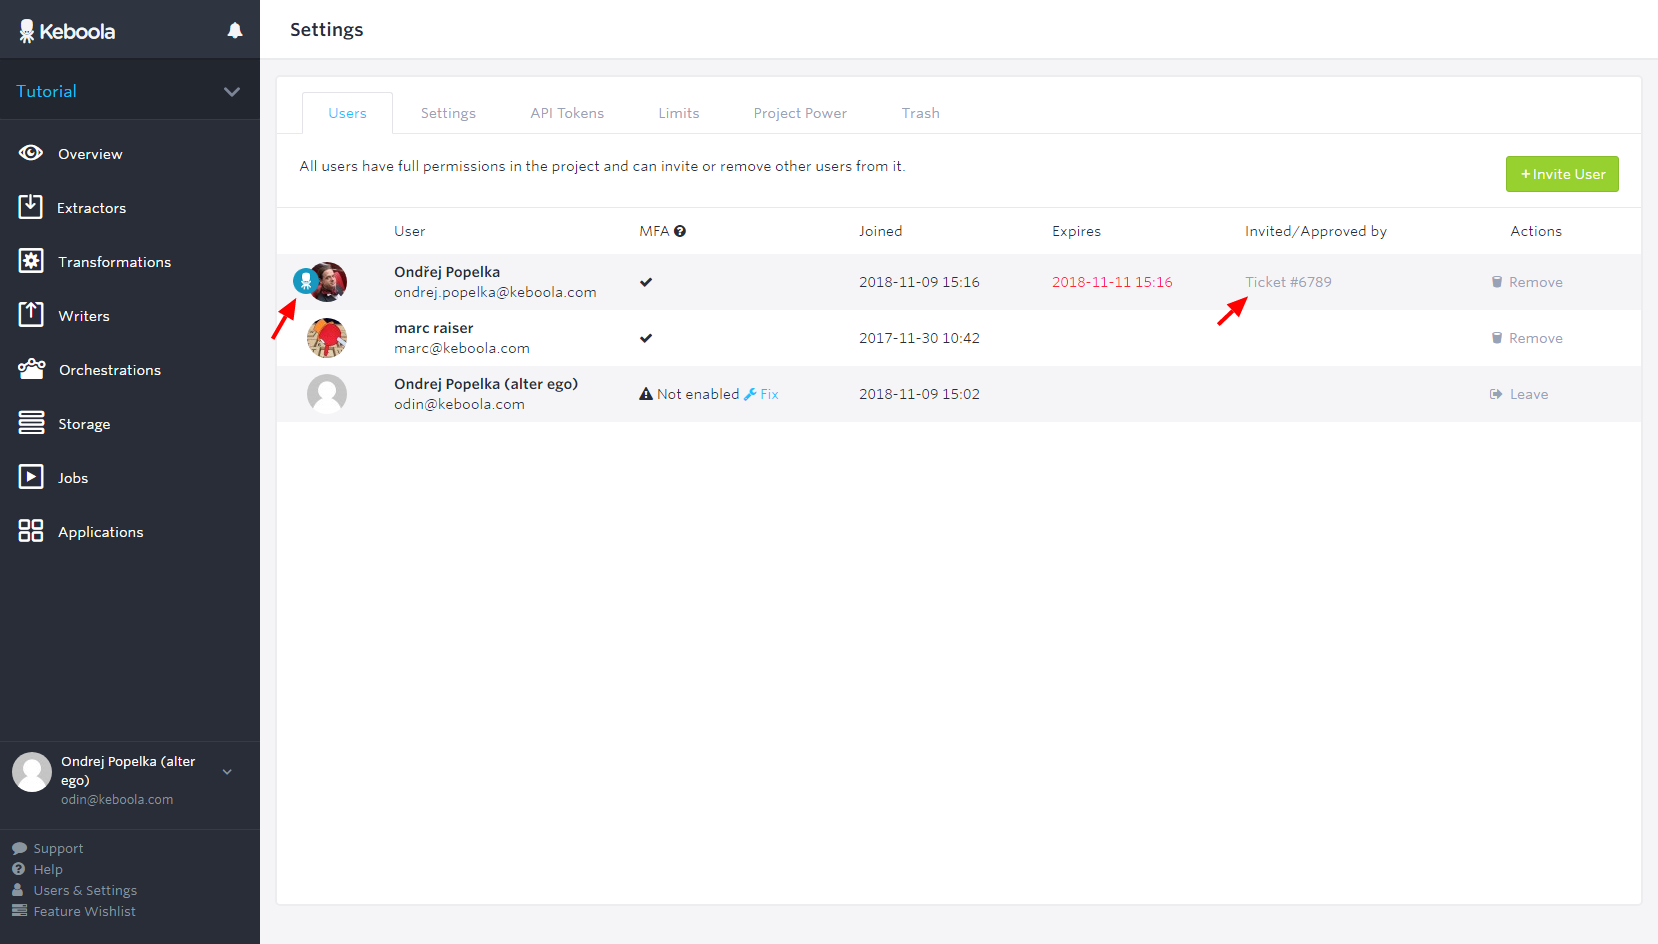 Keboola
Settings
Tutorial
Overview
Extractors
Transformations
Writers
Orchestrations
Storage
Jobs
Applications
Ondrej Popelka (alter
ego)
odin@keboola.com
Support
Help
Users & Settings
Feature Wishlist
Users Settings API Tokens Limits Project Power Trash
All users have full permissions in the project and can invite or remove other users from it.
+ Invite User
User MFA ? Joined Expires Invited/Approved by Actions
Ondřej Popelka
ondrej.popelka@keboola.com
2018-11-09 15:16 2018-11-11 15:16 Ticket #6789 Remove
marc raiser
marc@keboola.com
2017-11-30 10:42 Remove
Ondrej Popelka (alter ego)
odin@keboola.com
Not enabled Fix 2018-11-09 15:02 Leave